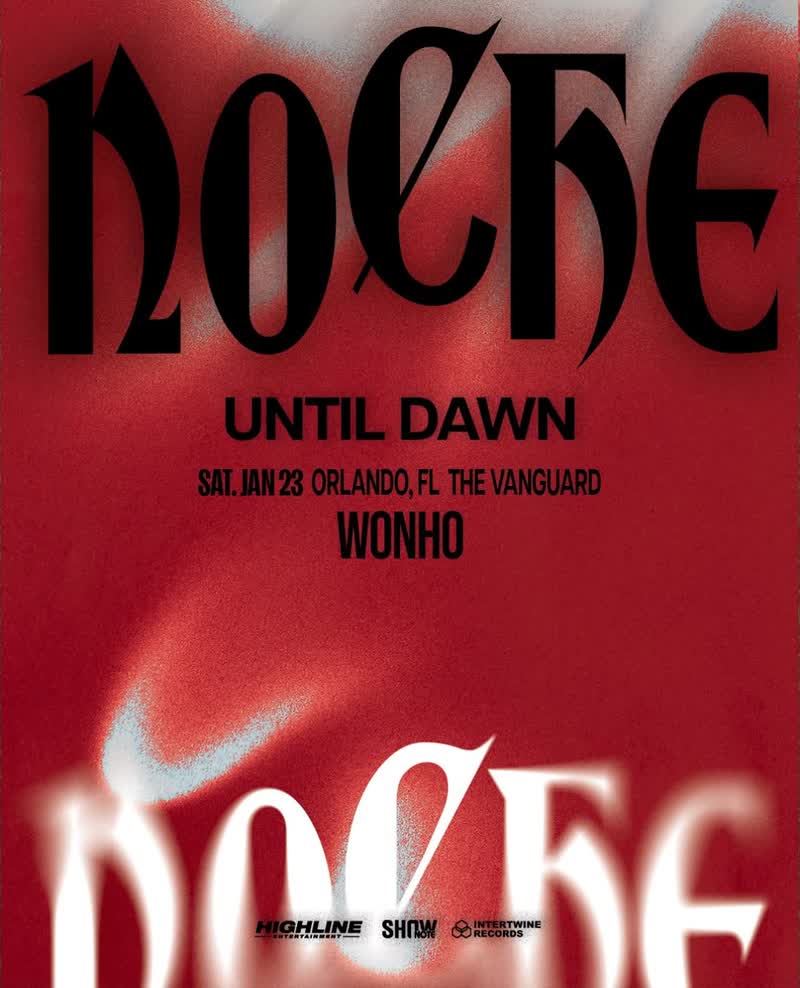 NOCHE
UNTIL DAWN
SAT. JAN 23 ORLANDO, FL THE VANGUARD
WONHO
NOCHE
HIGHLINE
ENTERTAINMENT
SHOW
NOTE
INTERTWINE
RECORDS